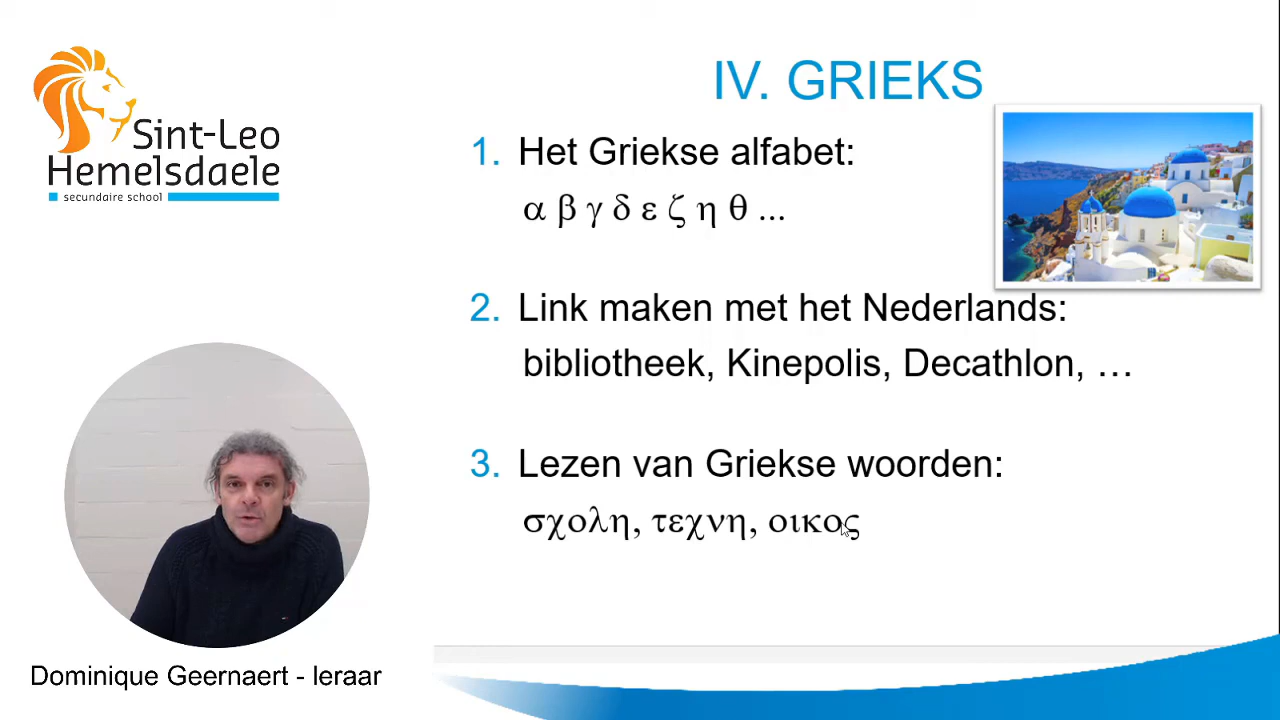 Sint-Leo
Hemelsdaele
secundaire school
IV. GRIEKS
1. Het Griekse alfabet:
α β γ δ ε ζ η θ ...
2. Link maken met het Nederlands:
bibliotheek, Kinepolis, Decathlon, …
3. Lezen van Griekse woorden:
σχολη, τεχνη, οικος
Dominique Geernaert - leraar